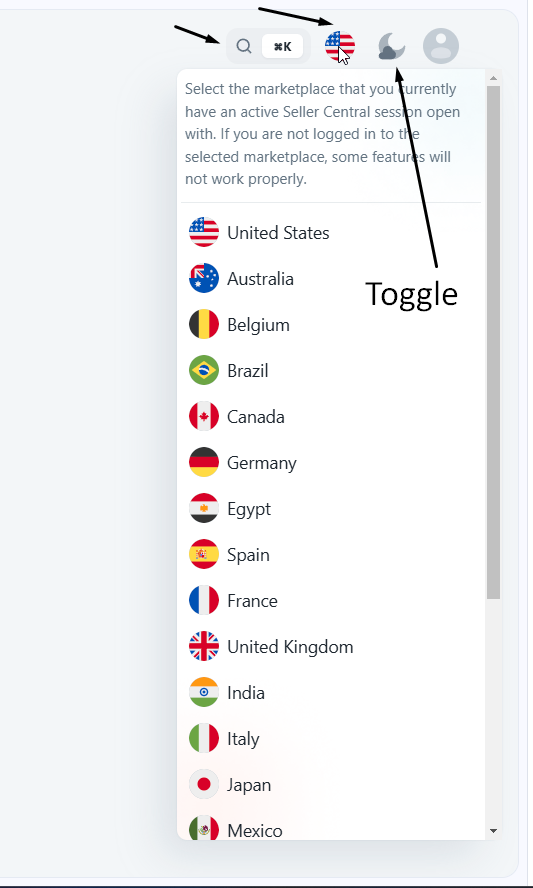 ⌘K
Select the marketplace that you currently
have an active Seller Central session open
with. If you are not logged in to the
selected marketplace, some features will
not work properly.
United States
Australia
Toggle
Belgium
Brazil
Canada
Germany
Egypt
Spain
France
United Kingdom
India
Italy
Japan
Mexico